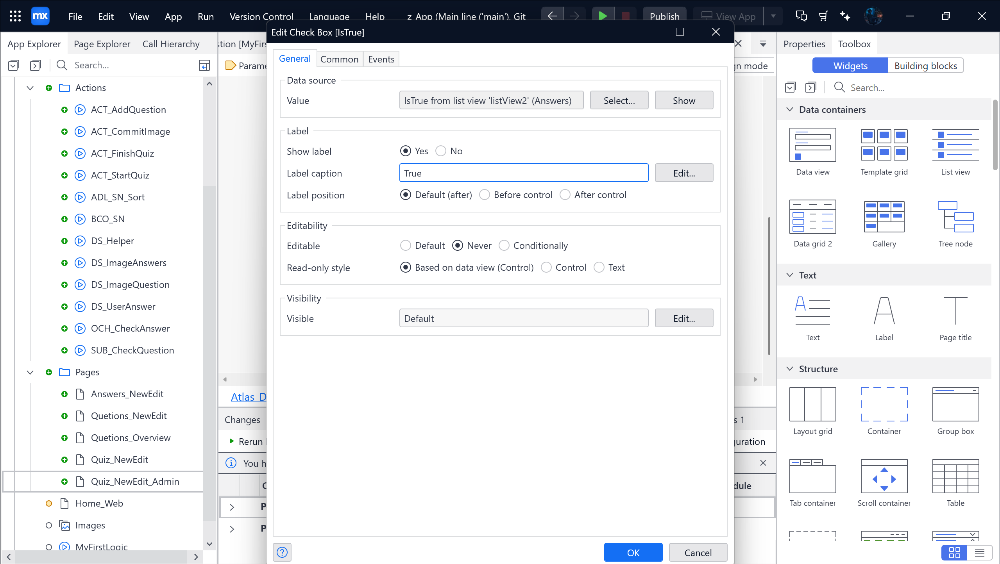 mx File Edit View App Run Version Control Language Help z App (Main line ('main'), Git Publish View App
Edit Check Box [IsTrue]
App Explorer Page Explorer Call Hierarchy
stion [MyFirs
Properties Toolbox
General Common Events
Search...
Parame
gn mode
Widgets Building blocks
Search...
Data source
Value IsTrue from list view 'listView2' (Answers) Select... Show
Label
Show label Yes No
Label caption True Edit...
Label position Default (after) Before control After control
Editability
Editable Default Never Conditionally
Read-only style Based on data view (Control) Control Text
Visibility
Visible Default Edit...
OK Cancel
Actions
ACT_AddQuestion
ACT_CommitImage
ACT_FinishQuiz
ACT_StartQuiz
ADL_SN_Sort
BCO_SN
DS_Helper
DS_ImageAnswers
DS_ImageQuestion
DS_UserAnswer
OCH_CheckAnswer
SUB_CheckQuestion
Pages
Answers_NewEdit
Quetions_NewEdit
Quetions_Overview
Quiz_NewEdit
Quiz_NewEdit_Admin
Home_Web
Images
MyFirstLogic
Atlas_D
Changes
s 1
Rerun
guration
You h
dule
P
P
Data containers
Data view Template grid List view
Data grid 2 Gallery Tree node
Text
Text Label Page title
Structure
Layout grid Container Group box
Tab container Scroll container Table